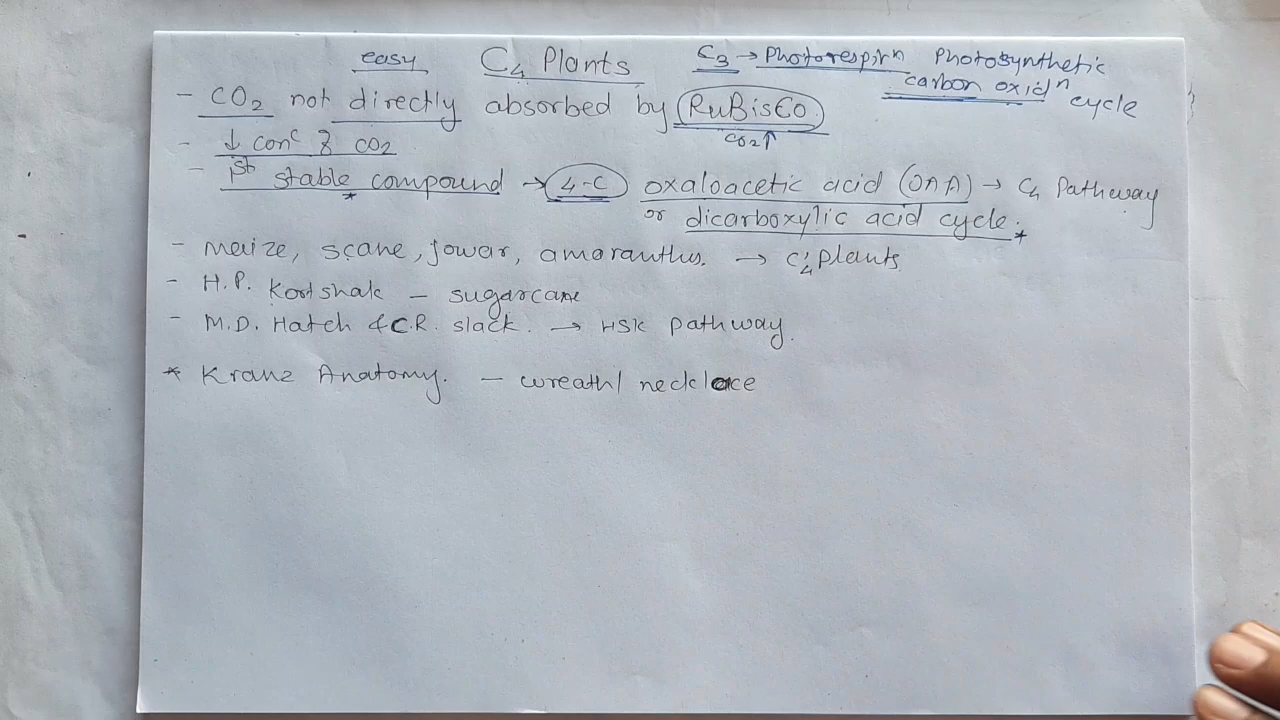 easy C4 Plants C3 → Photorespirⁿ Photosynthetic
carbon oxidⁿ cycle
- CO2 not directly absorbed by RuBisCo.
CO2↑
- ↓ concⁿ of CO2
- 1st stable compound → 4-C oxaloacetic acid (OAA) → C4 Pathway
or dicarboxylic acid cycle.*
- Maize, scane, jowar, amaranthus. → C4 plants
- H.P. Kortshak - sugarcane
- M.D. Hatch & C.R. slack. → HSK pathway.
* Kranz Anatomy. - wreath/ necklace